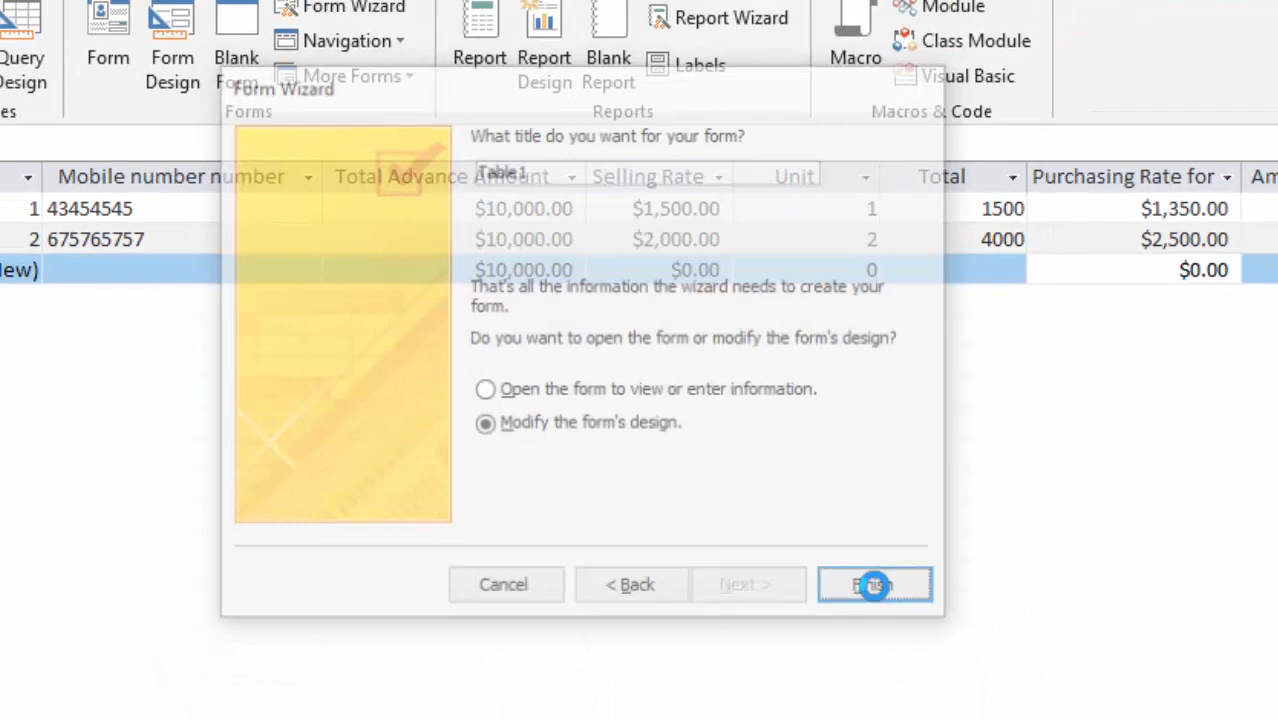 Form Wizard
Module
Report Wizard
Navigation
Class Module
Query
Design
Form
Form
Design
Blank
Form
Report
Report
Design
Blank
Report
Labels
Macro
More Forms
Visual Basic
Forms
Reports
Macros & Code
Form Wizard
What title do you want for your form?
Table1
Mobile number number Total Advance Amount Selling Rate Unit Total Purchasing Rate for
1 43454545 $10,000.00 $1,500.00 1 1500 $1,350.00
2 675765757 $10,000.00 $2,000.00 2 4000 $2,500.00
ew) $10,000.00 $0.00 0 $0.00
That's all the information the wizard needs to create your
form.
Do you want to open the form or modify the form's design?
Open the form to view or enter information.
Modify the form's design.
Cancel
< Back
Next >
Finish